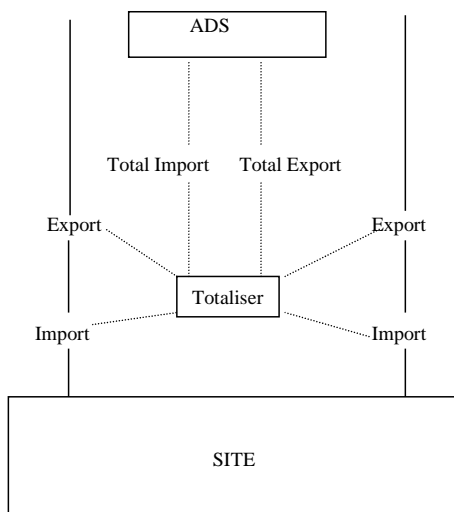 ADS
Total Import Total Export
Export Export
Totaliser
Import Import
SITE